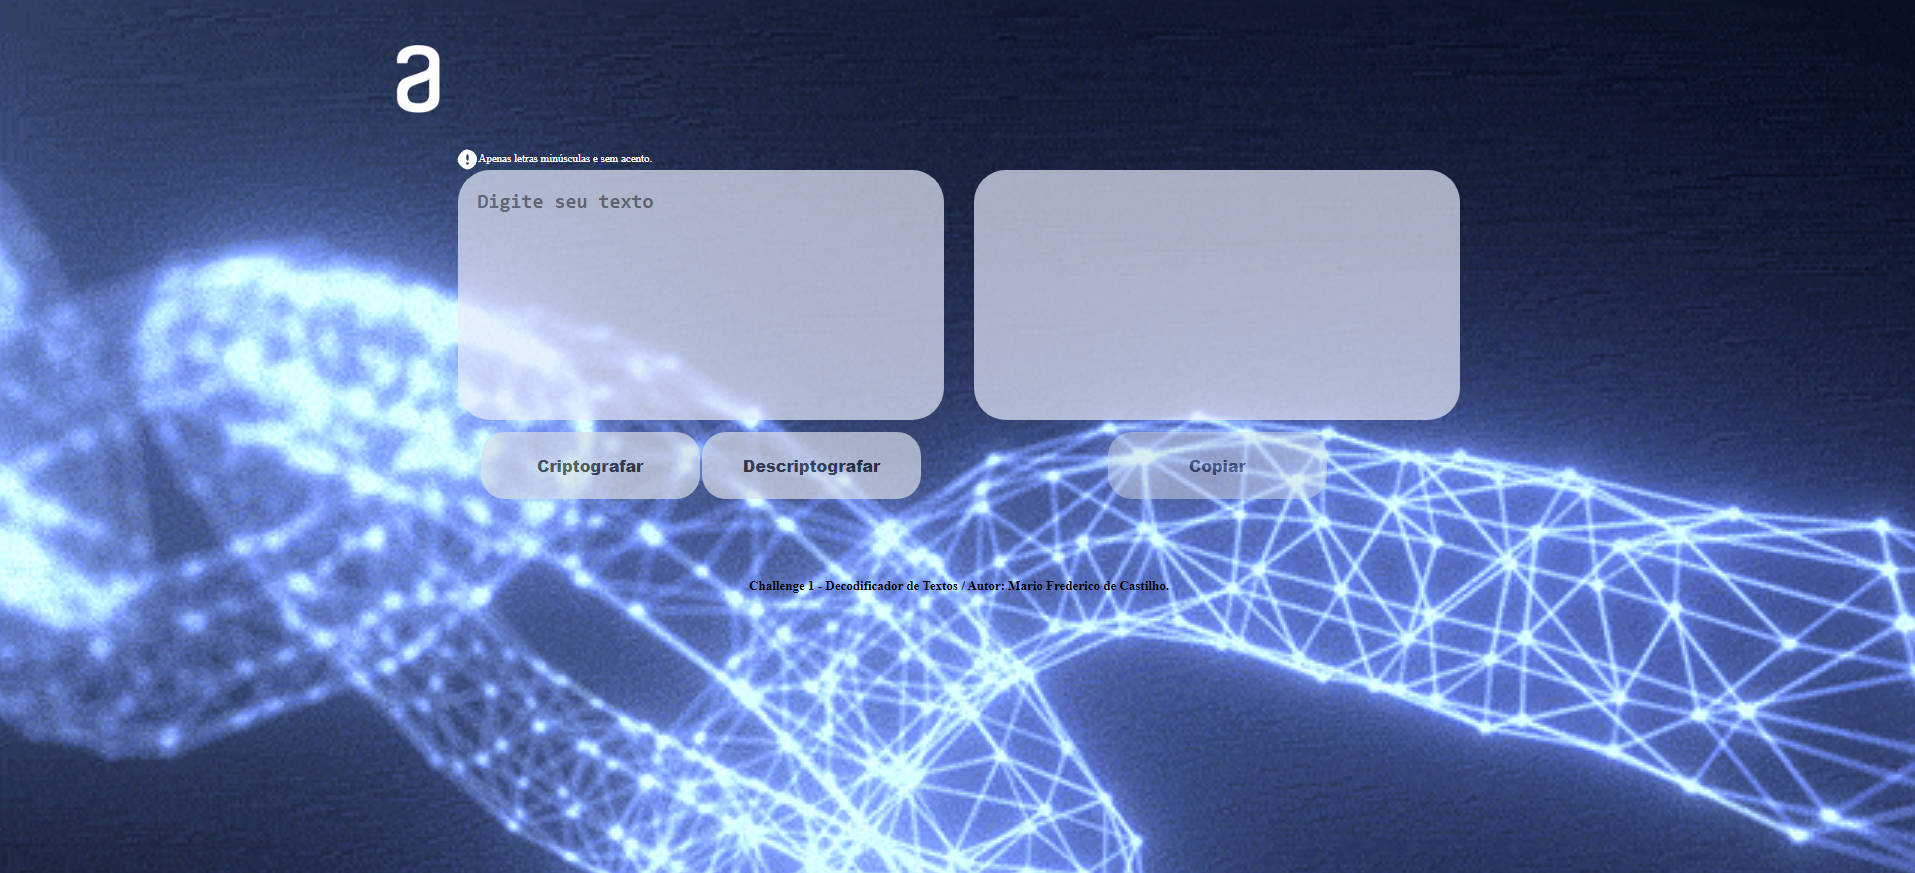 a
Apenas letras minúsculas e sem acento.
Digite seu texto
Criptografar
Descriptografar
Copiar
Challenge 1 - Decodificador de Textos / Autor: Mario Frederico de Castilho.